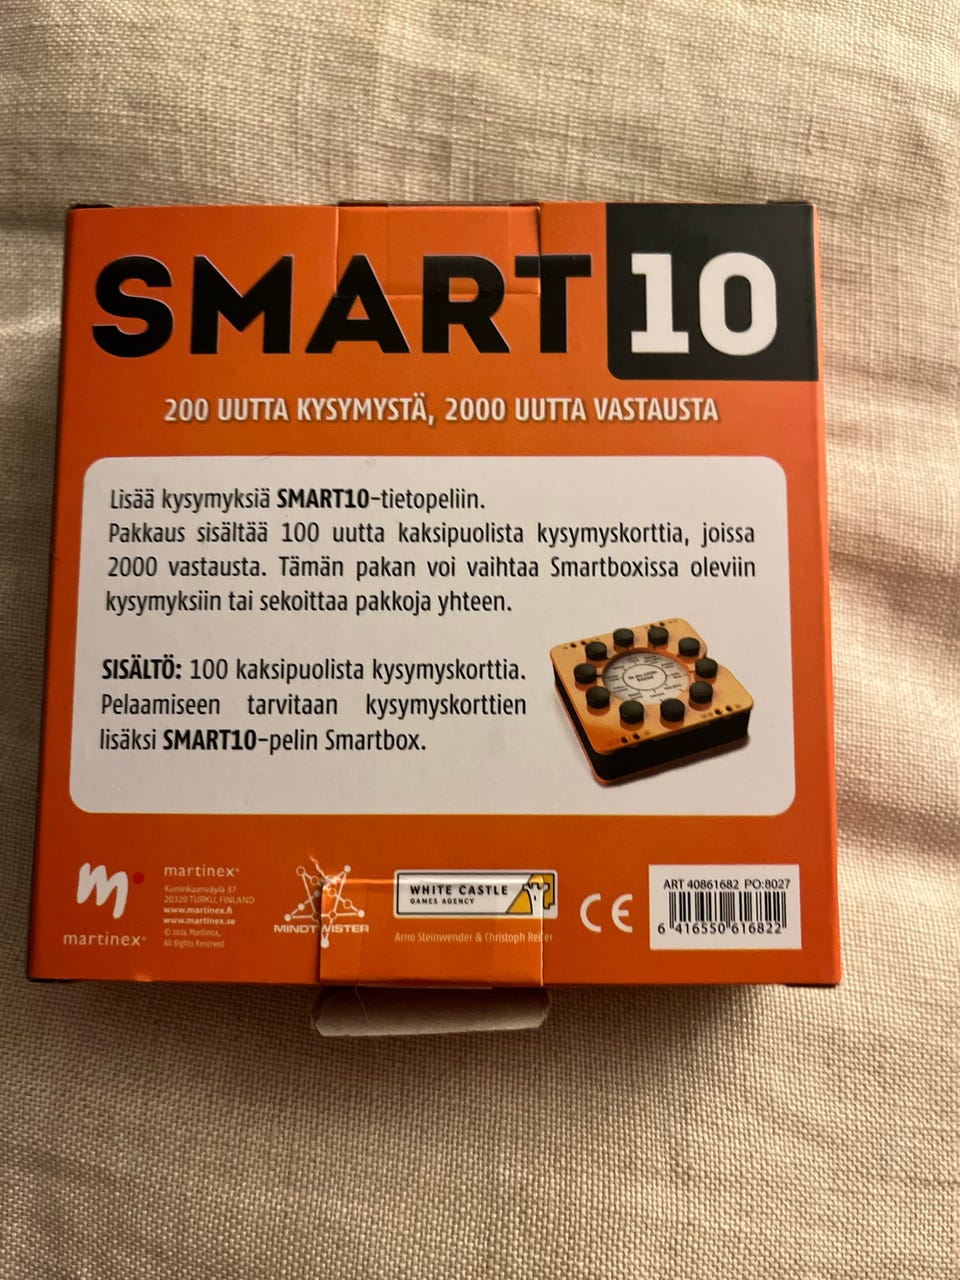 SMART 10
200 UUTTA KYSYMYSTÄ, 2000 UUTTA VASTAUSTA
Lisää kysymyksiä SMART10-tietopeliin.
Pakkaus sisältää 100 uutta kaksipuolista kysymyskorttia, joissa
2000 vastausta. Tämän pakan voi vaihtaa Smartboxissa oleviin
kysymyksiin tai sekoittaa pakkoja yhteen.
SISÄLTÖ: 100 kaksipuolista kysymyskorttia.
Pelaamiseen tarvitaan kysymyskorttien
lisäksi SMART10-pelin Smartbox.
m
martinex®
martinex®
Kuninkaanväylä 37
20320 TURKU, FINLAND
www.martinex.fi
www.martinex.se
© 2024 Martinex,
All Rights Reserved
MINDTWISTER
WHITE CASTLE
GAMES AGENCY
Arno Steinwender & Christoph Reiser
CE
ART 40861682 PO:8027
6 416550 616822